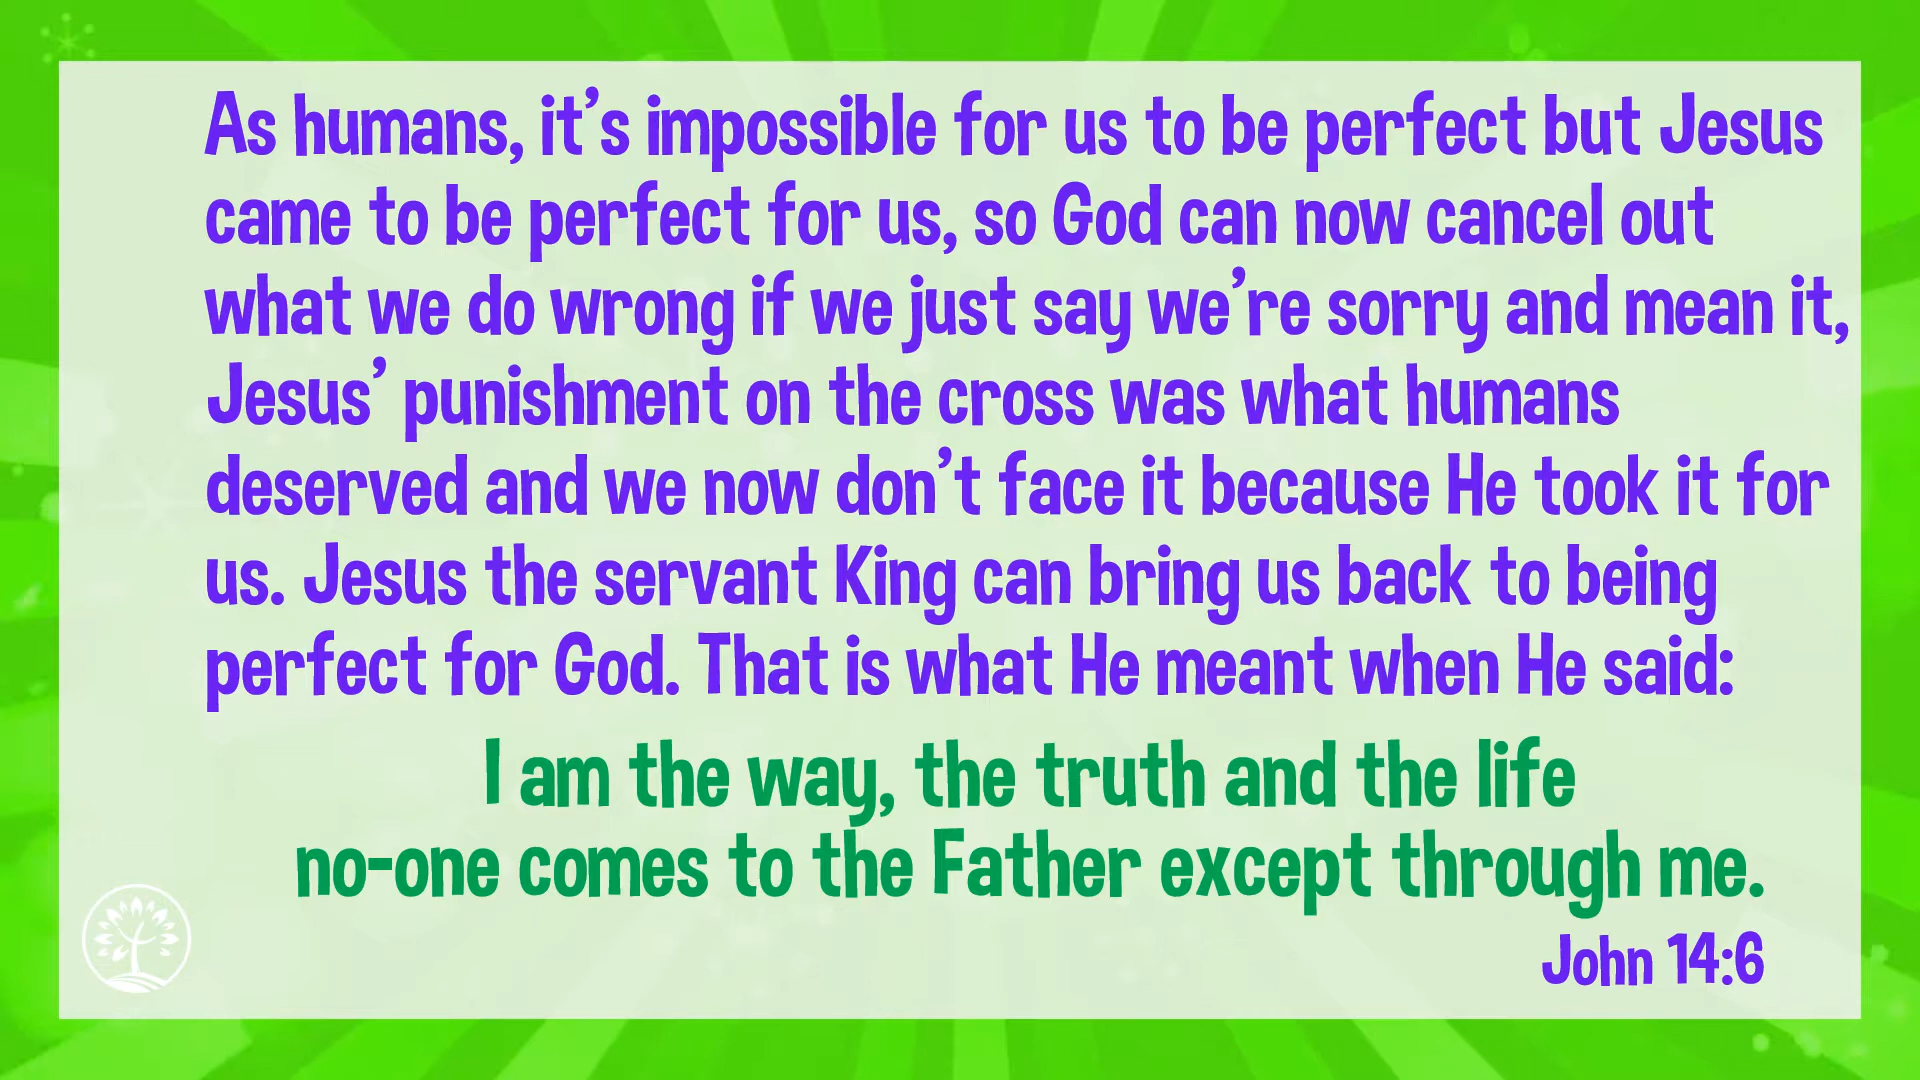 As humans, it’s impossible for us to be perfect but Jesus
came to be perfect for us, so God can now cancel out
what we do wrong if we just say we’re sorry and mean it,
Jesus’ punishment on the cross was what humans
deserved and we now don’t face it because He took it for
us. Jesus the servant King can bring us back to being
perfect for God. That is what He meant when He said:
I am the way, the truth and the life
no-one comes to the Father except through me.
John 14:6